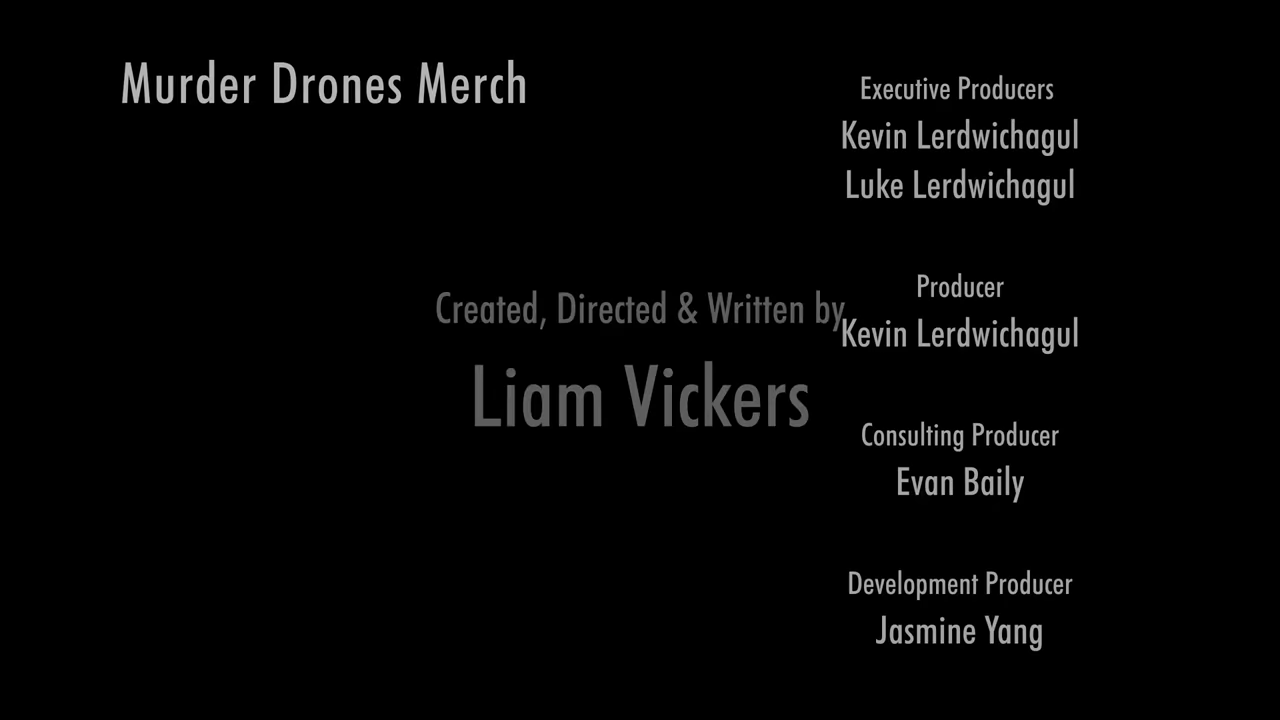 Murder Drones Merch
Created, Directed & Written by
Liam Vickers
Executive Producers
Kevin Lerdwichagul
Luke Lerdwichagul
Producer
Kevin Lerdwichagul
Consulting Producer
Evan Baily
Development Producer
Jasmine Yang